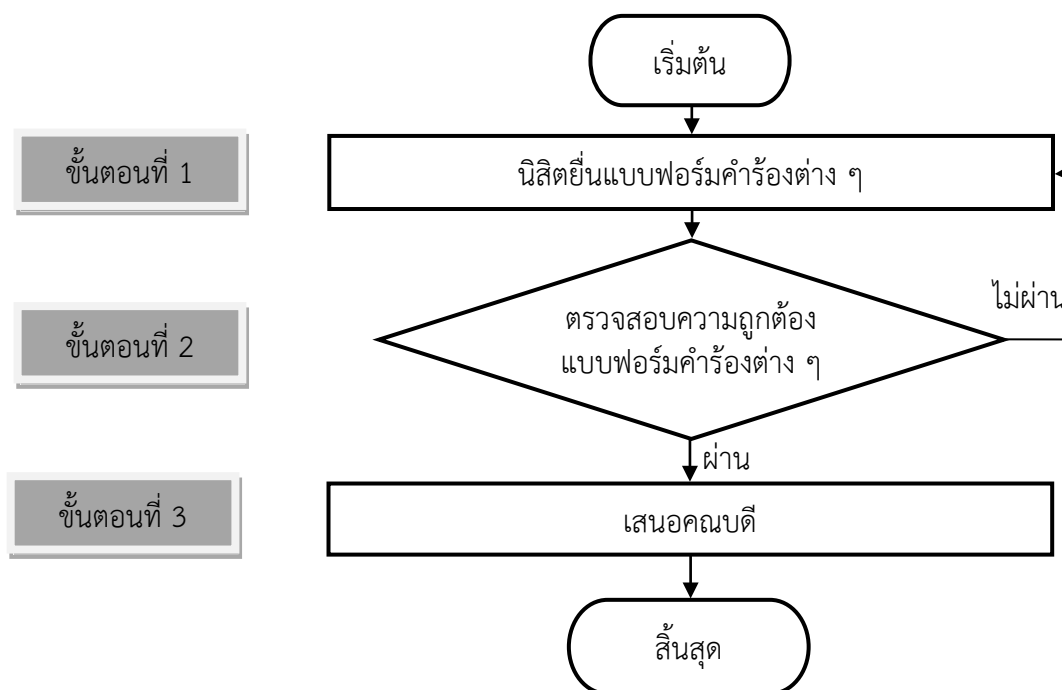 เริ่มต้น
ขั้นตอนที่ 1
นิสิตยื่นแบบฟอร์มคำร้องต่าง ๆ
ไม่ผ่าน
ขั้นตอนที่ 2
ตรวจสอบความถูกต้อง
แบบฟอร์มคำร้องต่าง ๆ
ผ่าน
ขั้นตอนที่ 3
เสนอคณบดี
สิ้นสุด